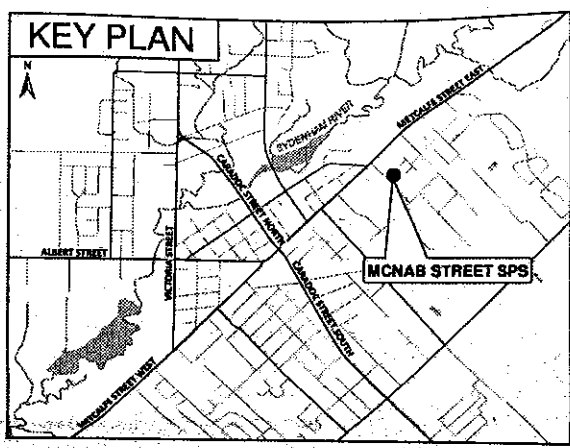 KEY PLAN
N
METCALFE STREET EAST
SYDENHAM RIVER
CARADOC STREET NORTH
ALBERT STREET
VICTORIA STREET
MCNAB STREET SPS
CARADOC STREET SOUTH
METCALFE STREET WEST